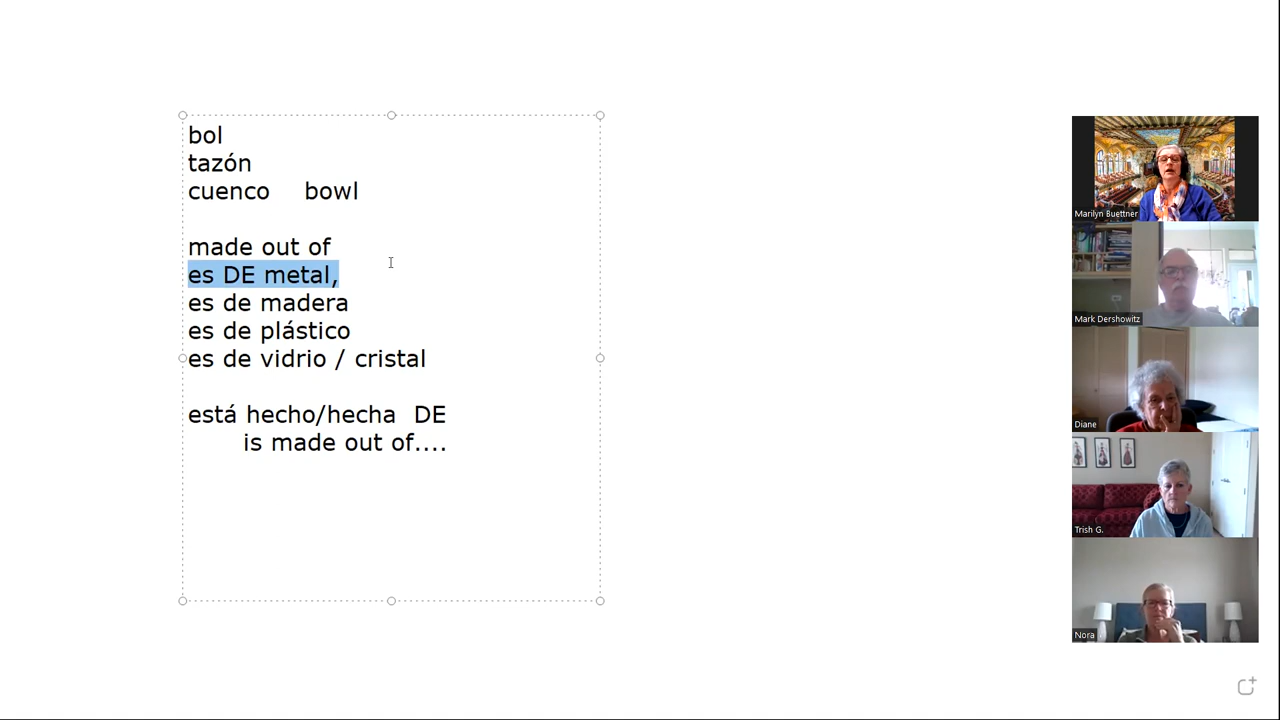 bol
tazón
cuenco bowl
made out of
es DE metal,
es de madera
es de plástico
es de vidrio / cristal
está hecho/hecha DE
is made out of....
Marilyn Buettner
Mark Dershowitz
Diane
Trish G.
Nora